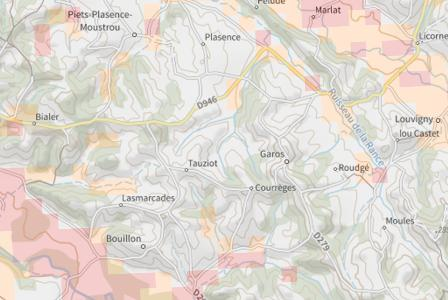 Pelude
Piets-Plasence-
Moustrou
Marlat
Plasence
Licorne
D946
Ruisseau de la Rance
Bialer
Louvigny
lou Castet
Tauziot
Garos
Roudgé
Courrèges
Lasmarcades
Moules
Bouillon
D279